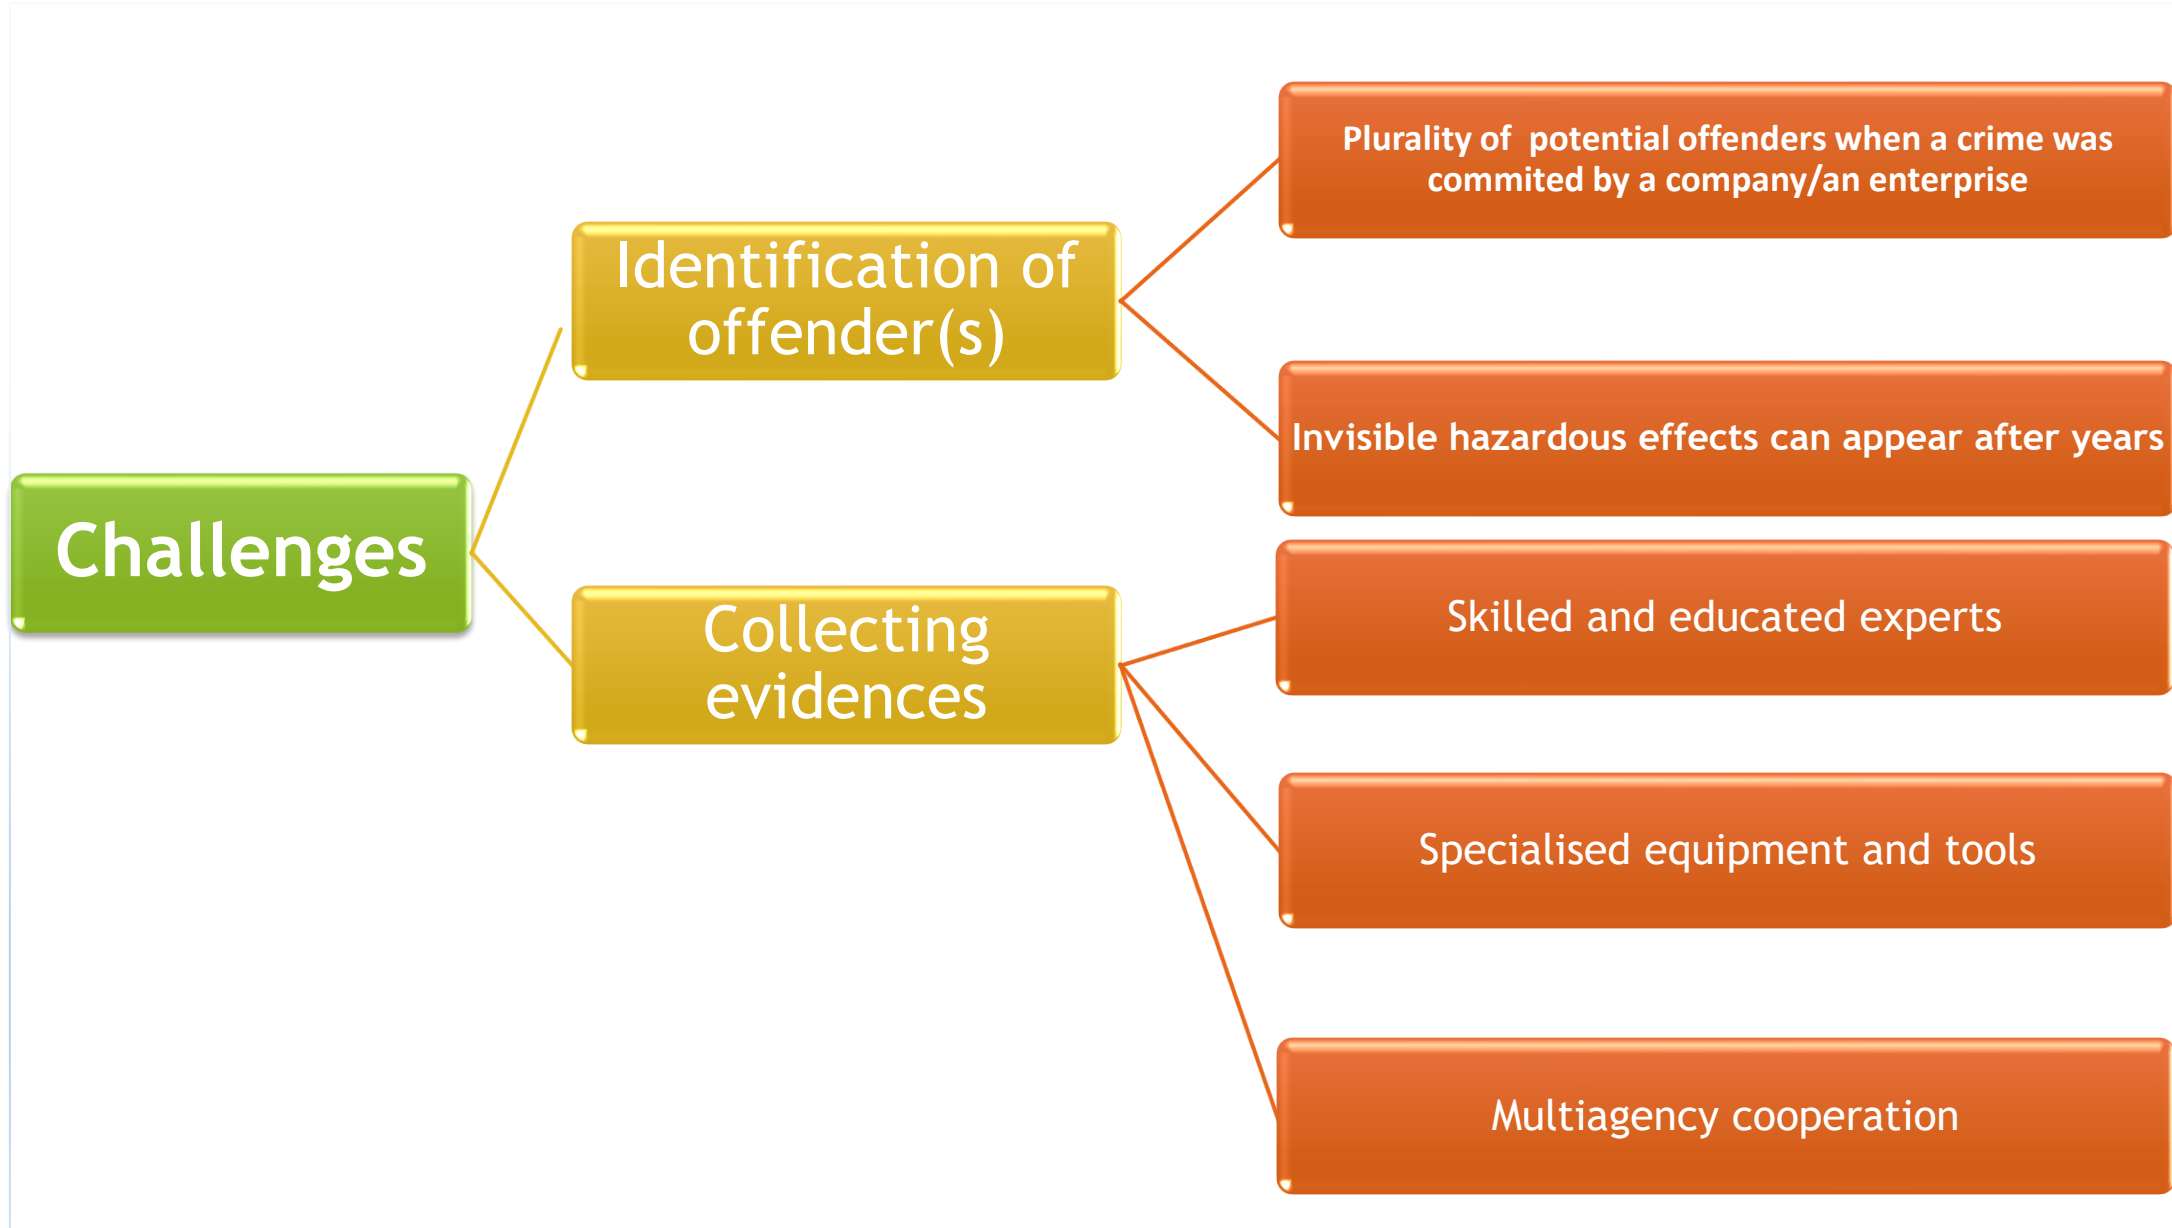 Challenges
Identification of
offender(s)
Plurality of  potential offenders when a crime was
commited by a company/an enterprise
Invisible hazardous effects can appear after years
Collecting
evidences
Skilled and educated experts
Specialised equipment and tools
Multiagency cooperation